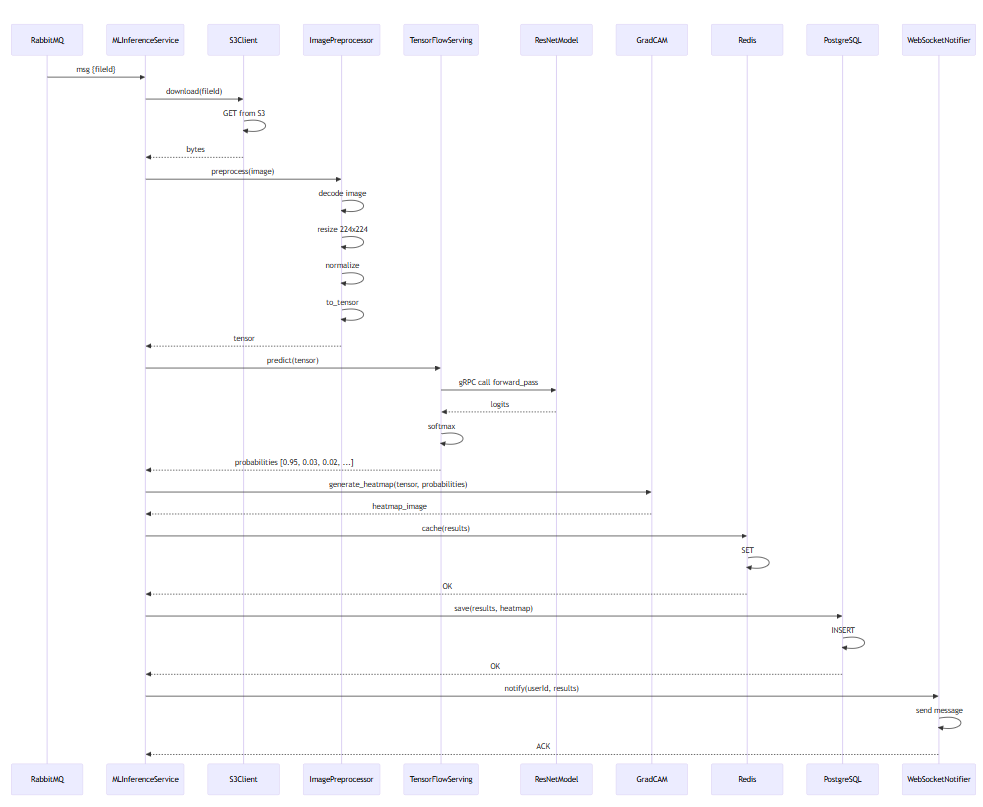 RabbitMQ MLInferenceService S3Client ImagePreprocessor TensorFlowServing ResNetModel GradCAM Redis PostgreSQL WebSocketNotifier
msg {fileId}
download(fileId)
GET from S3
bytes
preprocess(image)
decode image
resize 224x224
normalize
to_tensor
tensor
predict(tensor)
gRPC call forward_pass
logits
softmax
probabilities [0.95, 0.03, 0.02, ...]
generate_heatmap(tensor, probabilities)
heatmap_image
cache(results)
SET
OK
save(results, heatmap)
INSERT
OK
notify(userId, results)
send message
ACK
RabbitMQ MLInferenceService S3Client ImagePreprocessor TensorFlowServing ResNetModel GradCAM Redis PostgreSQL WebSocketNotifier